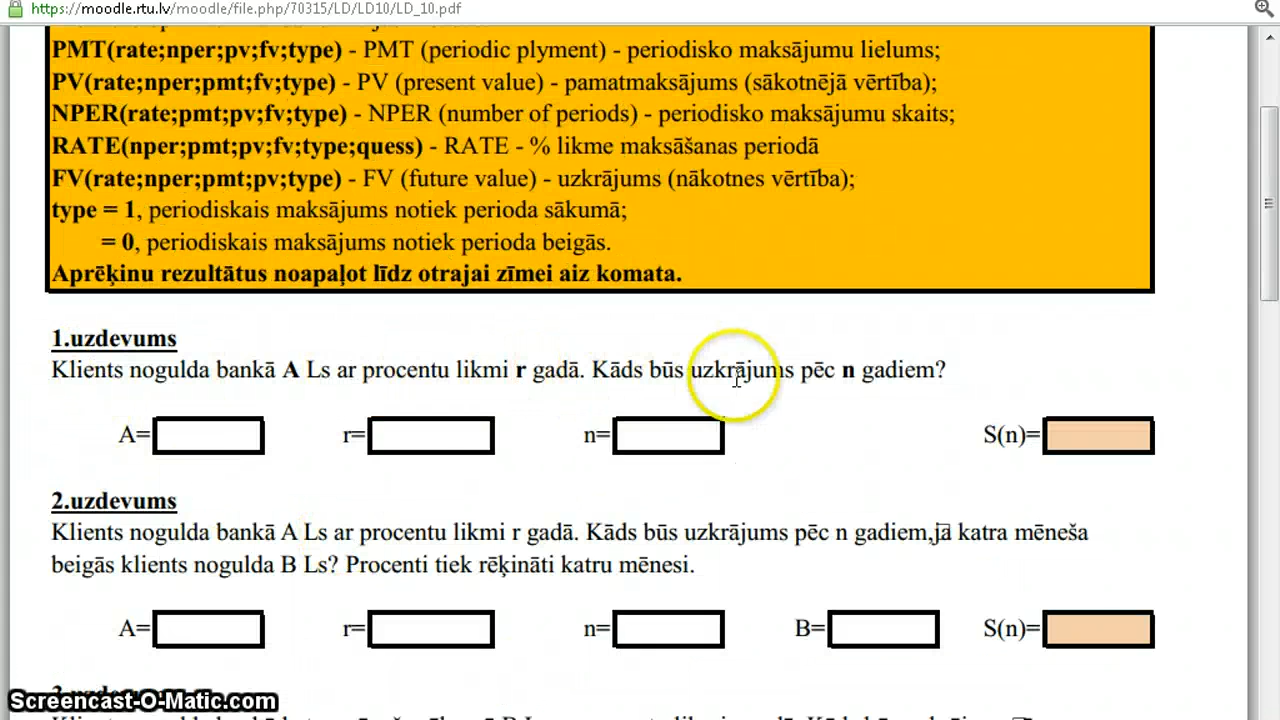 https://moodle.rtu.lv/moodle/file.php/70315/LD/LD10/LD_10.pdf
PMT(rate;nper;pv;fv;type) - PMT (periodic plyment) - periodisko maksājumu lielums;
PV(rate;nper;pmt;fv;type) - PV (present value) - pamatmaksājums (sākotnējā vērtība);
NPER(rate;pmt;pv;fv;type) - NPER (number of periods) - periodisko maksājumu skaits;
RATE(nper;pmt;pv;fv;type;quess) - RATE - % likme maksāšanas periodā
FV(rate;nper;pmt;pv;type) - FV (future value) - uzkrājums (nākotnes vērtība);
type = 1, periodiskais maksājums notiek perioda sākumā;
= 0, periodiskais maksājums notiek perioda beigās.
Aprēķinu rezultātus noapaļot līdz otrajai zīmei aiz komata.
1.uzdevums
Klients nogulda bankā A Ls ar procentu likmi r gadā. Kāds būs uzkrājums pēc n gadiem?
A= r= n= S(n)=
2.uzdevums
Klients nogulda bankā A Ls ar procentu likmi r gadā. Kāds būs uzkrājums pēc n gadiem,ja katra mēneša
beigās klients nogulda B Ls? Procenti tiek rēķināti katru mēnesi.
A= r= n= B= S(n)=
Screencast-O-Matic.com